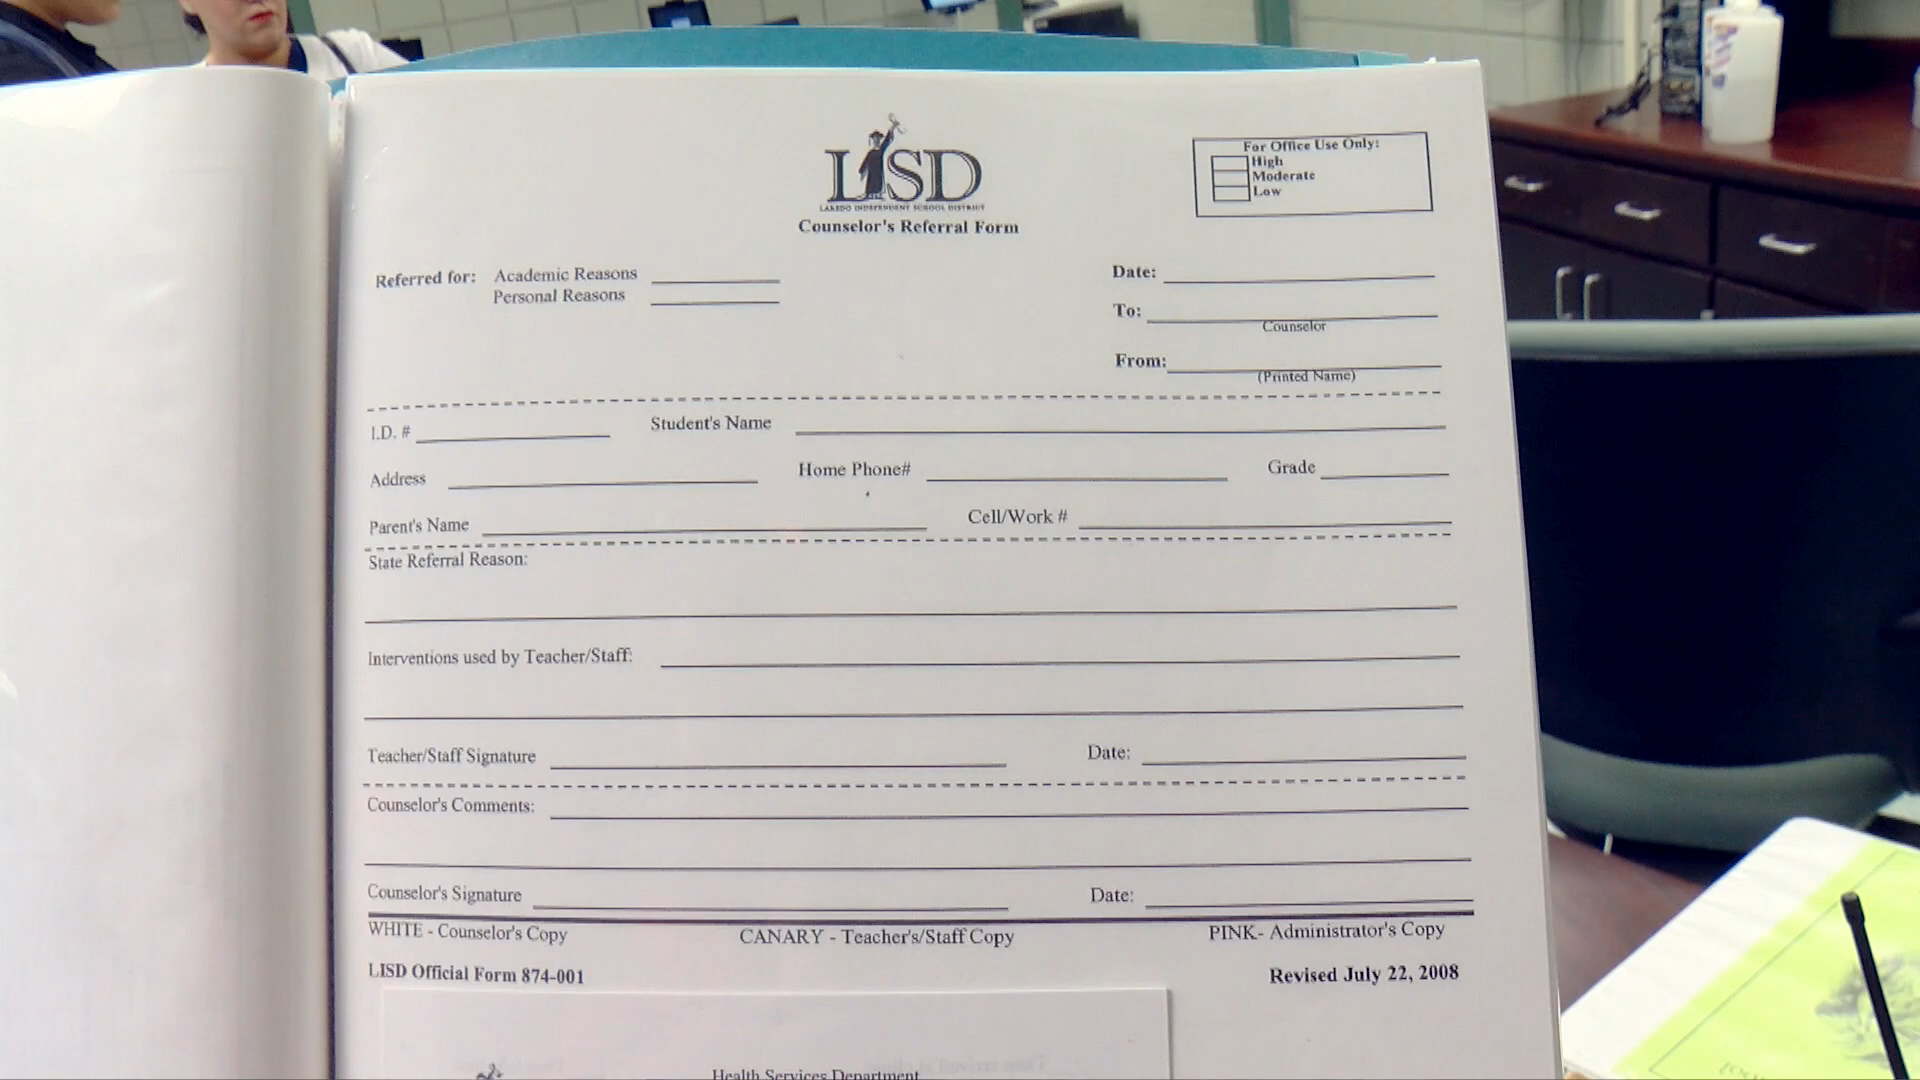 LISD
LAREDO INDEPENDENT SCHOOL DISTRICT
Counselor's Referral Form
For Office Use Only:
High
Moderate
Low
Referred for: Academic Reasons
Personal Reasons
Date:
To:
Counselor
From:
(Printed Name)
I.D. # Student's Name
Address Home Phone# Grade
Parent's Name Cell/Work #
State Referral Reason:
Interventions used by Teacher/Staff:
Teacher/Staff Signature Date:
Counselor's Comments:
Counselor's Signature Date:
WHITE - Counselor's Copy CANARY - Teacher's/Staff Copy PINK- Administrator's Copy
LISD Official Form 874-001 Revised July 22, 2008
Health Services Department